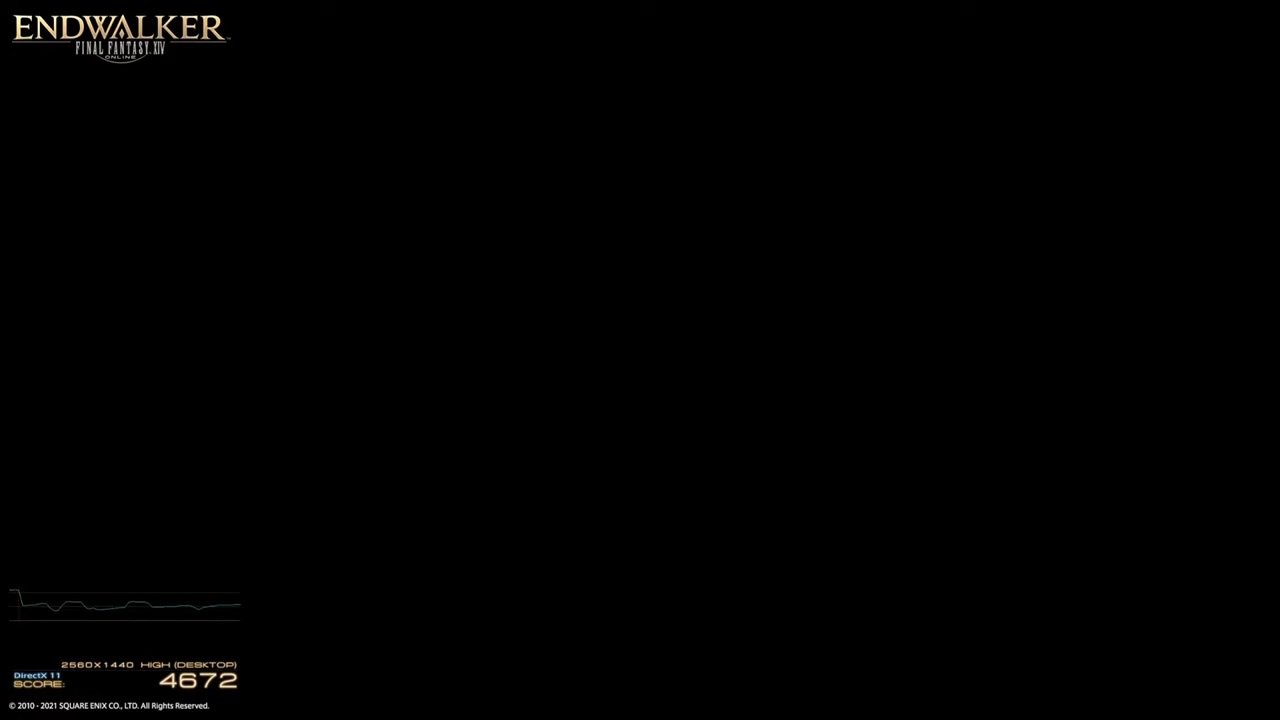 ENDWALKER™
FINAL FANTASY XIV
ONLINE
2560X1440 HIGH (DESKTOP)
DirectX 11
SCORE: 4672
© 2010 - 2021 SQUARE ENIX CO., LTD. All Rights Reserved.